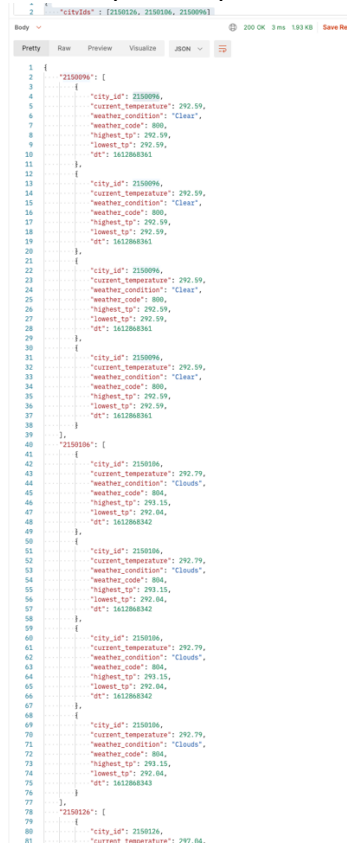 1 {
2 "cityIds" : [2150126, 2150106, 2150096]
Body 200 OK 3 ms 1.93 KB Save Re
Pretty Raw Preview Visualize JSON
1 {
2 "2150096": [
3 {
4 "city_id": 2150096,
5 "current_temperature": 292.59,
6 "weather_condition": "Clear",
7 "weather_code": 800,
8 "highest_tp": 292.59,
9 "lowest_tp": 292.59,
10 "dt": 1612868361
11 },
12 {
13 "city_id": 2150096,
14 "current_temperature": 292.59,
15 "weather_condition": "Clear",
16 "weather_code": 800,
17 "highest_tp": 292.59,
18 "lowest_tp": 292.59,
19 "dt": 1612868361
20 },
21 {
22 "city_id": 2150096,
23 "current_temperature": 292.59,
24 "weather_condition": "Clear",
25 "weather_code": 800,
26 "highest_tp": 292.59,
27 "lowest_tp": 292.59,
28 "dt": 1612868361
29 },
30 {
31 "city_id": 2150096,
32 "current_temperature": 292.59,
33 "weather_condition": "Clear",
34 "weather_code": 800,
35 "highest_tp": 292.59,
36 "lowest_tp": 292.59,
37 "dt": 1612868361
38 }
39 ],
40 "2150106": [
41 {
42 "city_id": 2150106,
43 "current_temperature": 292.79,
44 "weather_condition": "Clouds",
45 "weather_code": 804,
46 "highest_tp": 293.15,
47 "lowest_tp": 292.04,
48 "dt": 1612868342
49 },
50 {
51 "city_id": 2150106,
52 "current_temperature": 292.79,
53 "weather_condition": "Clouds",
54 "weather_code": 804,
55 "highest_tp": 293.15,
56 "lowest_tp": 292.04,
57 "dt": 1612868342
58 },
59 {
60 "city_id": 2150106,
61 "current_temperature": 292.79,
62 "weather_condition": "Clouds",
63 "weather_code": 804,
64 "highest_tp": 293.15,
65 "lowest_tp": 292.04,
66 "dt": 1612868342
67 },
68 {
69 "city_id": 2150106,
70 "current_temperature": 292.79,
71 "weather_condition": "Clouds",
72 "weather_code": 804,
73 "highest_tp": 293.15,
74 "lowest_tp": 292.04,
75 "dt": 1612868343
76 }
77 ],
78 "2150126": [
79 {
80 "city_id": 2150126,
81 "current_temperature": 292.04,